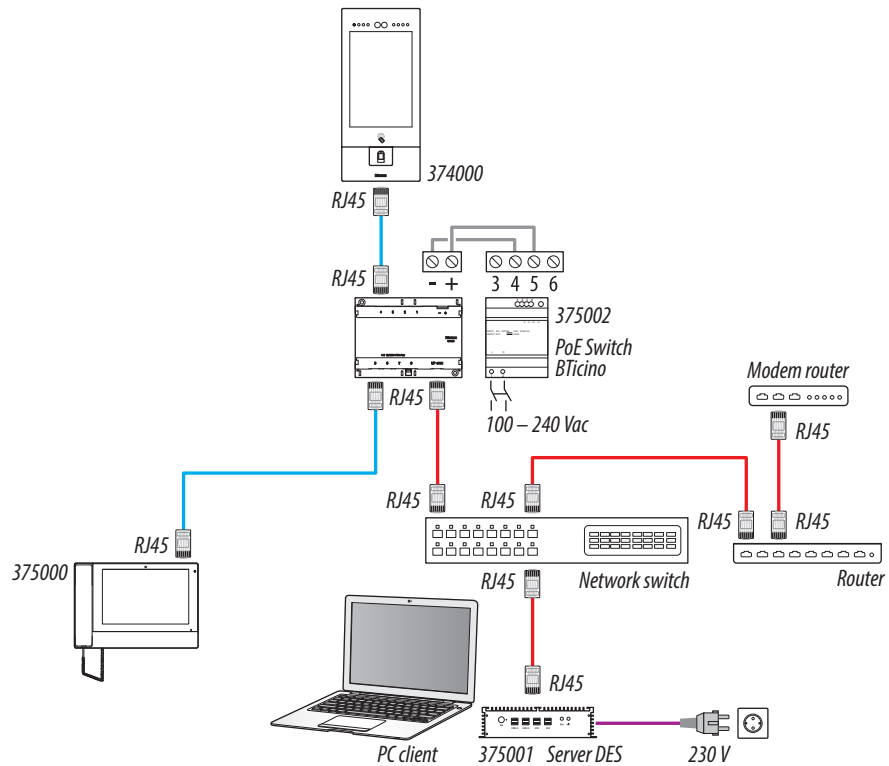 374000
RJ45
RJ45
- +
3 4 5 6
375002
PoE Switch
BTicino
RJ45
100 – 240 Vac
Modem router
RJ45
RJ45
RJ45
RJ45
RJ45
RJ45
375000
Network switch
Router
RJ45
RJ45
PC client
375001 Server DES
230 V